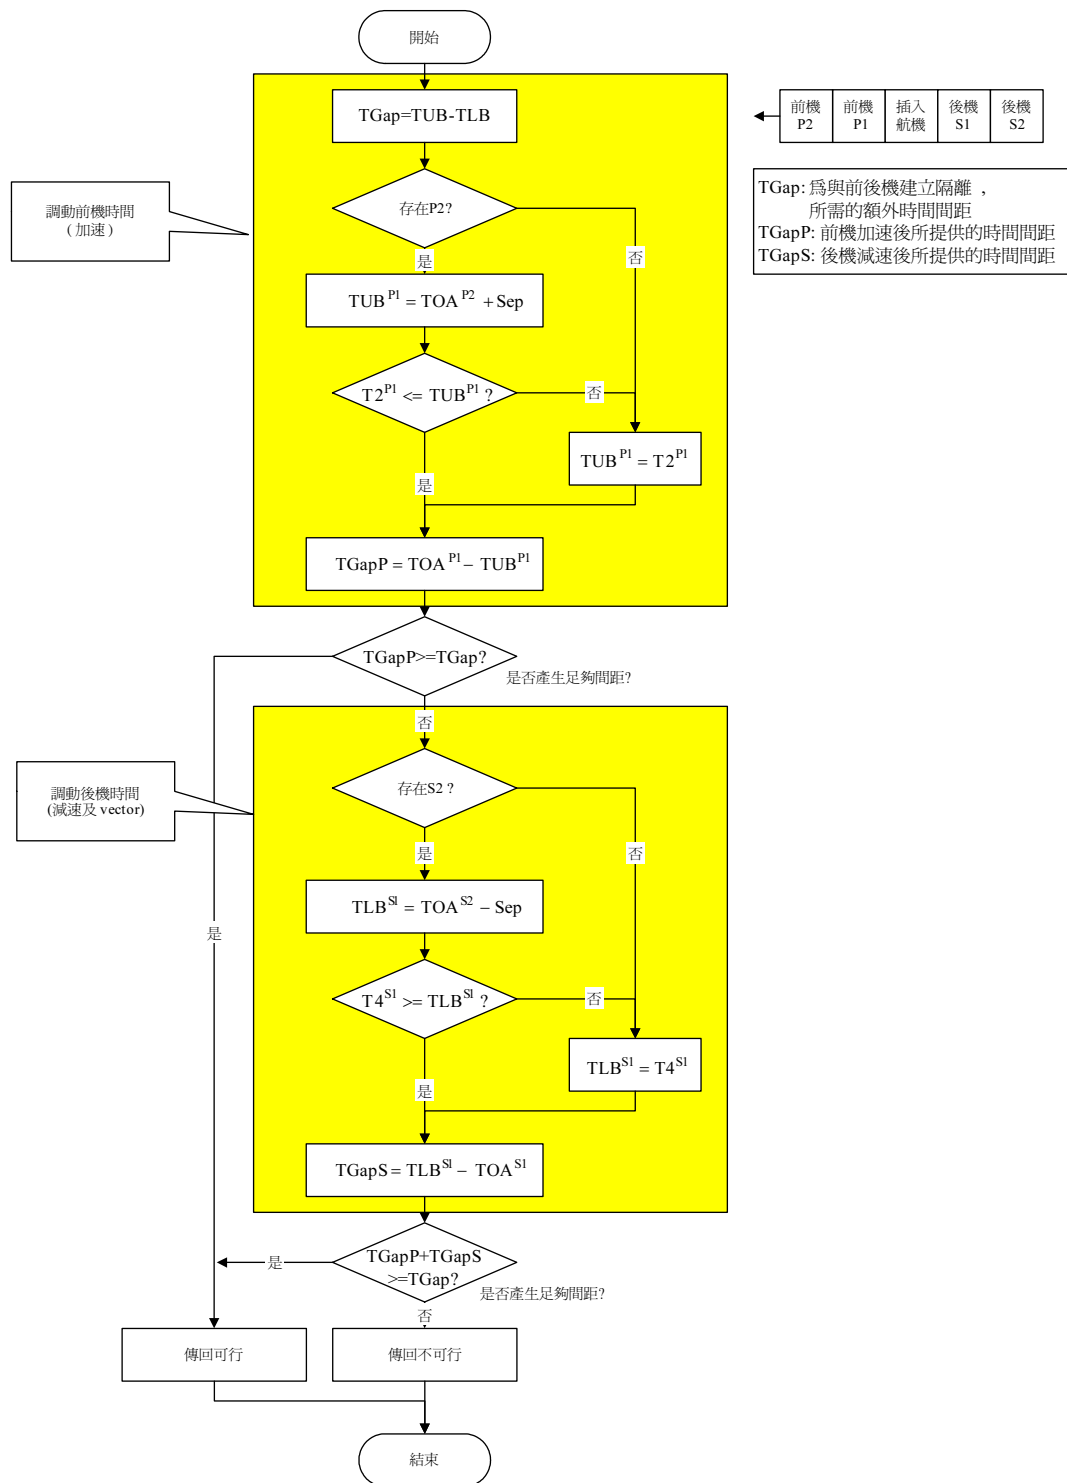 開始
TGap=TUB-TLB
前機
P2
前機
P1
插入
航機
後機
S1
後機
S2
TGap: 為與前後機建立隔離，
所需的額外時間間距
TGapP: 前機加速後所提供的時間間距
TGapS: 後機減速後所提供的時間間距
調動前機時間
( 加速 )
存在P2?
是
否
TUB^P1 = TOA^P2 + Sep
T2^P1 <= TUB^P1 ?
否
TUB^P1 = T2^P1
是
TGapP = TOA^P1 − TUB^P1
TGapP>=TGap?
是否產生足夠間距?
否
調動後機時間
(減速及 vector)
存在S2 ?
是
否
TLB^S1 = TOA^S2 − Sep
是
T4^S1 >= TLB^S1 ?
否
TLB^S1 = T4^S1
是
TGapS = TLB^S1 − TOA^S1
TGapP+TGapS
>=TGap?
是
是否產生足夠間距?
否
傳回可行
傳回不可行
結束